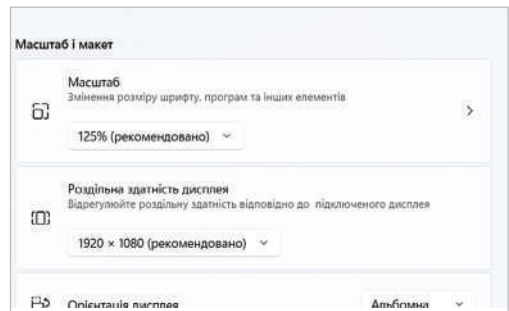 Масштаб і макет
Масштаб
Змінення розміру шрифту, програм та інших елементів
125% (рекомендовано)
Роздільна здатність дисплея
Відрегулюйте роздільну здатність відповідно до підключеного дисплея
1920 × 1080 (рекомендовано)
Орієнтація дисплея Альбомна